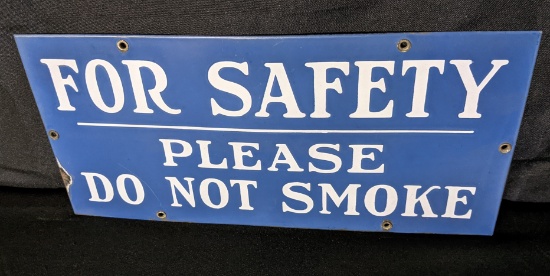 FOR SAFETY
PLEASE
DO NOT SMOKE